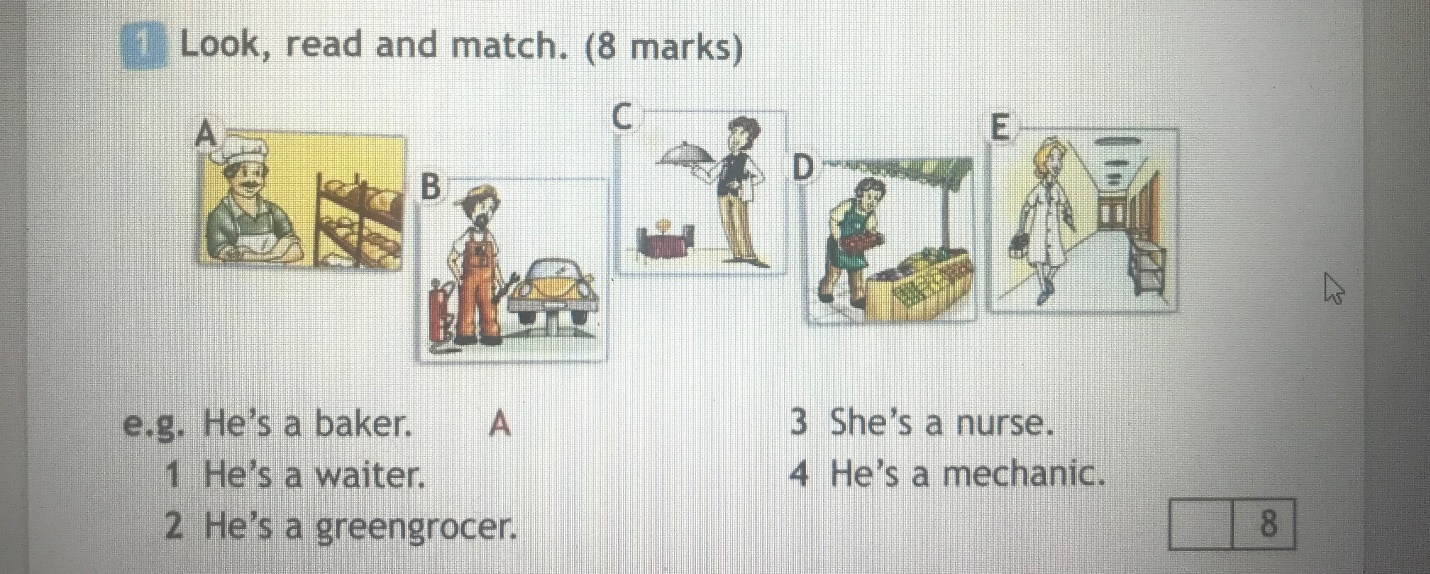 1 Look, read and match. (8 marks)
A
B
C
D
E
e.g. He's a baker. A
1 He's a waiter.
2 He's a greengrocer.
3 She's a nurse.
4 He's a mechanic.
8